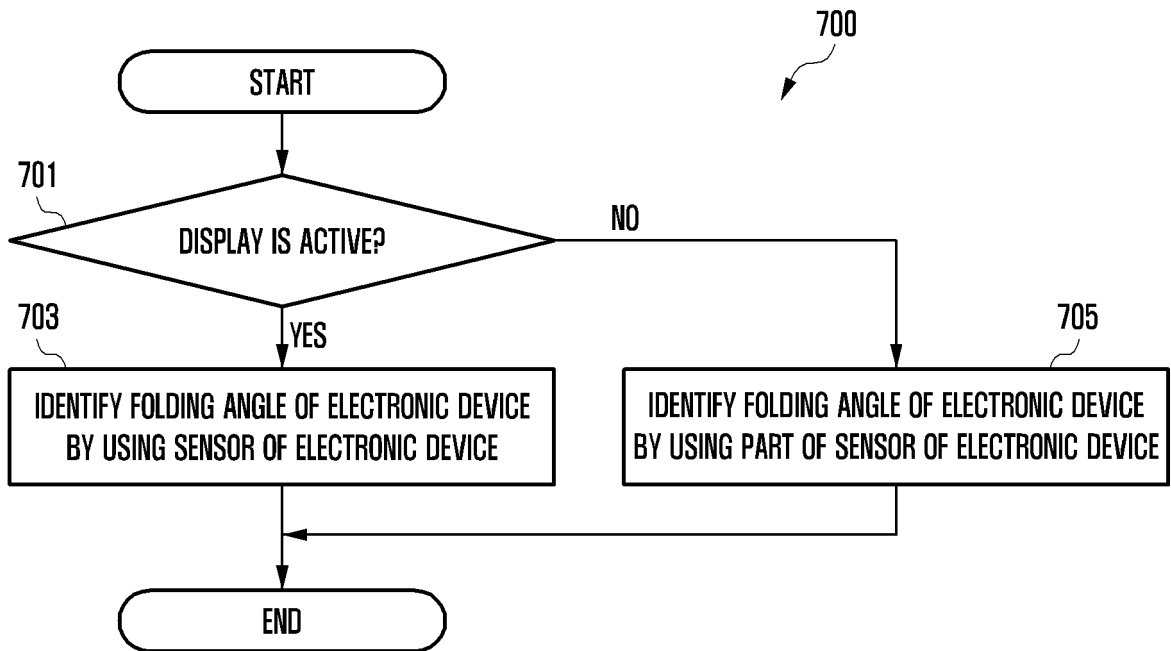 700
START
701
DISPLAY IS ACTIVE?
NO
YES
703
IDENTIFY FOLDING ANGLE OF ELECTRONIC DEVICE
BY USING SENSOR OF ELECTRONIC DEVICE
705
IDENTIFY FOLDING ANGLE OF ELECTRONIC DEVICE
BY USING PART OF SENSOR OF ELECTRONIC DEVICE
END